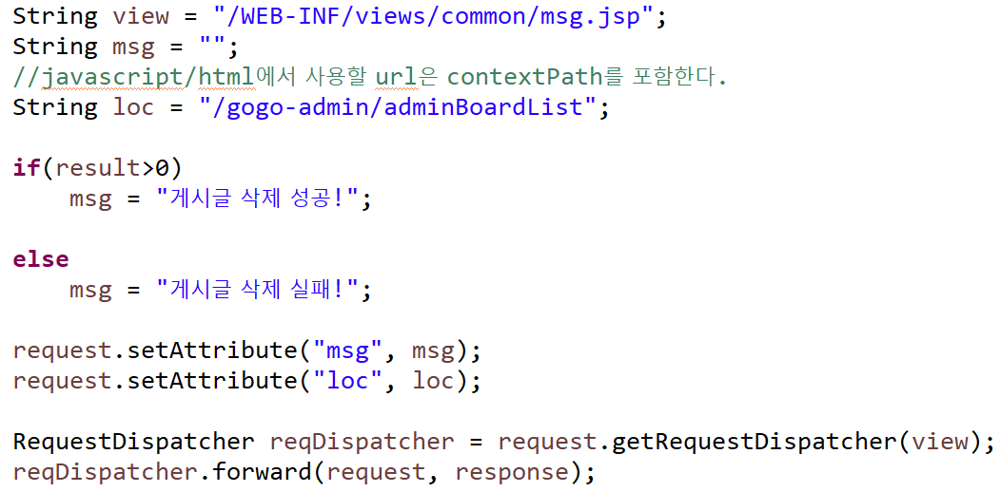 String view = "/WEB-INF/views/common/msg.jsp";
String msg = "";
//javascript/html에서 사용할 url은 contextPath를 포함한다.
String loc = "/gogo-admin/adminBoardList";
if(result>0)
msg = "게시글 삭제 성공!";
else
msg = "게시글 삭제 실패!";
request.setAttribute("msg", msg);
request.setAttribute("loc", loc);
RequestDispatcher reqDispatcher = request.getRequestDispatcher(view);
reqDispatcher.forward(request, response);